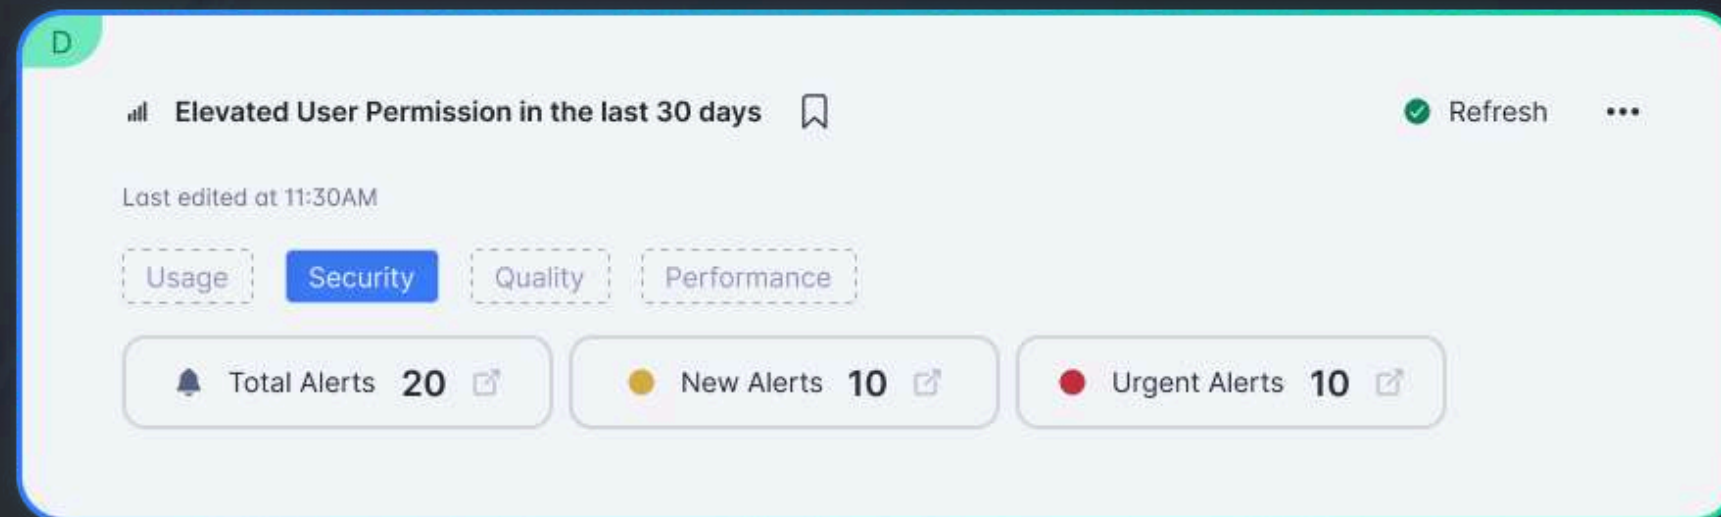 D
Elevated User Permission in the last 30 days
Refresh
Last edited at 11:30AM
Usage Security Quality Performance
Total Alerts 20 New Alerts 10 Urgent Alerts 10